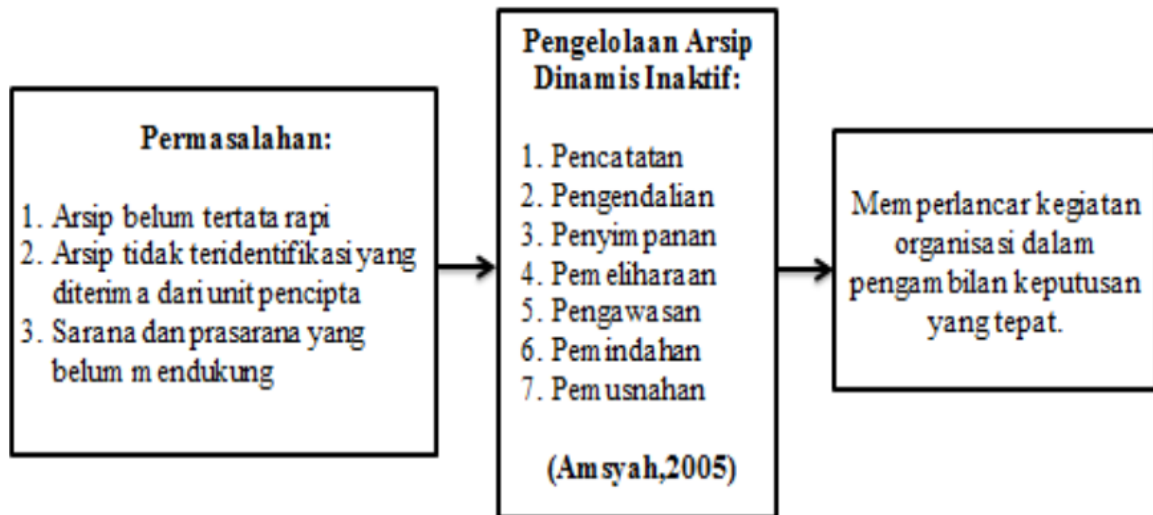 Permasalahan:
1. Arsip belum tertata rapi
2. Arsip tidak teridentifikasi yang
diterima dari unit pencipta
3. Sarana dan prasarana yang
belum mendukung
Pengelolaan Arsip
Dinamis Inaktif:
1. Pencatatan
2. Pengendalian
3. Penyimpanan
4. Pemeliharaan
5. Pengawasan
6. Pemindahan
7. Pemusnahan
(Amsyah,2005)
Memperlancar kegiatan
organisasi dalam
pengambilan keputusan
yang tepat.